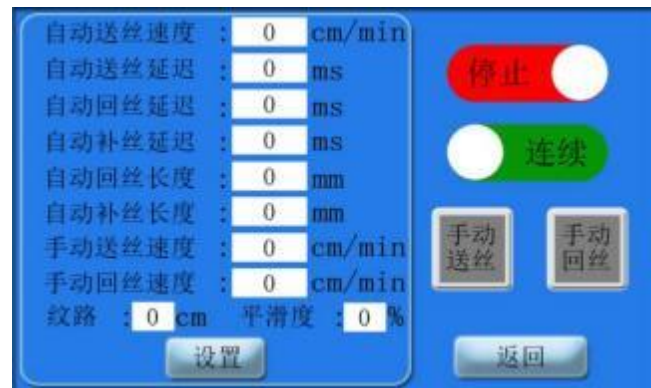 自动送丝速度 : 0 cm/min
自动送丝延迟 : 0 ms
自动回丝延迟 : 0 ms
自动补丝延迟 : 0 ms
自动回丝长度 : 0 mm
自动补丝长度 : 0 mm
手动送丝速度 : 0 cm/min
手动回丝速度 : 0 cm/min
纹路 : 0 cm 平滑度 : 0 %
设置
停止
连续
手动
送丝
手动
回丝
返回